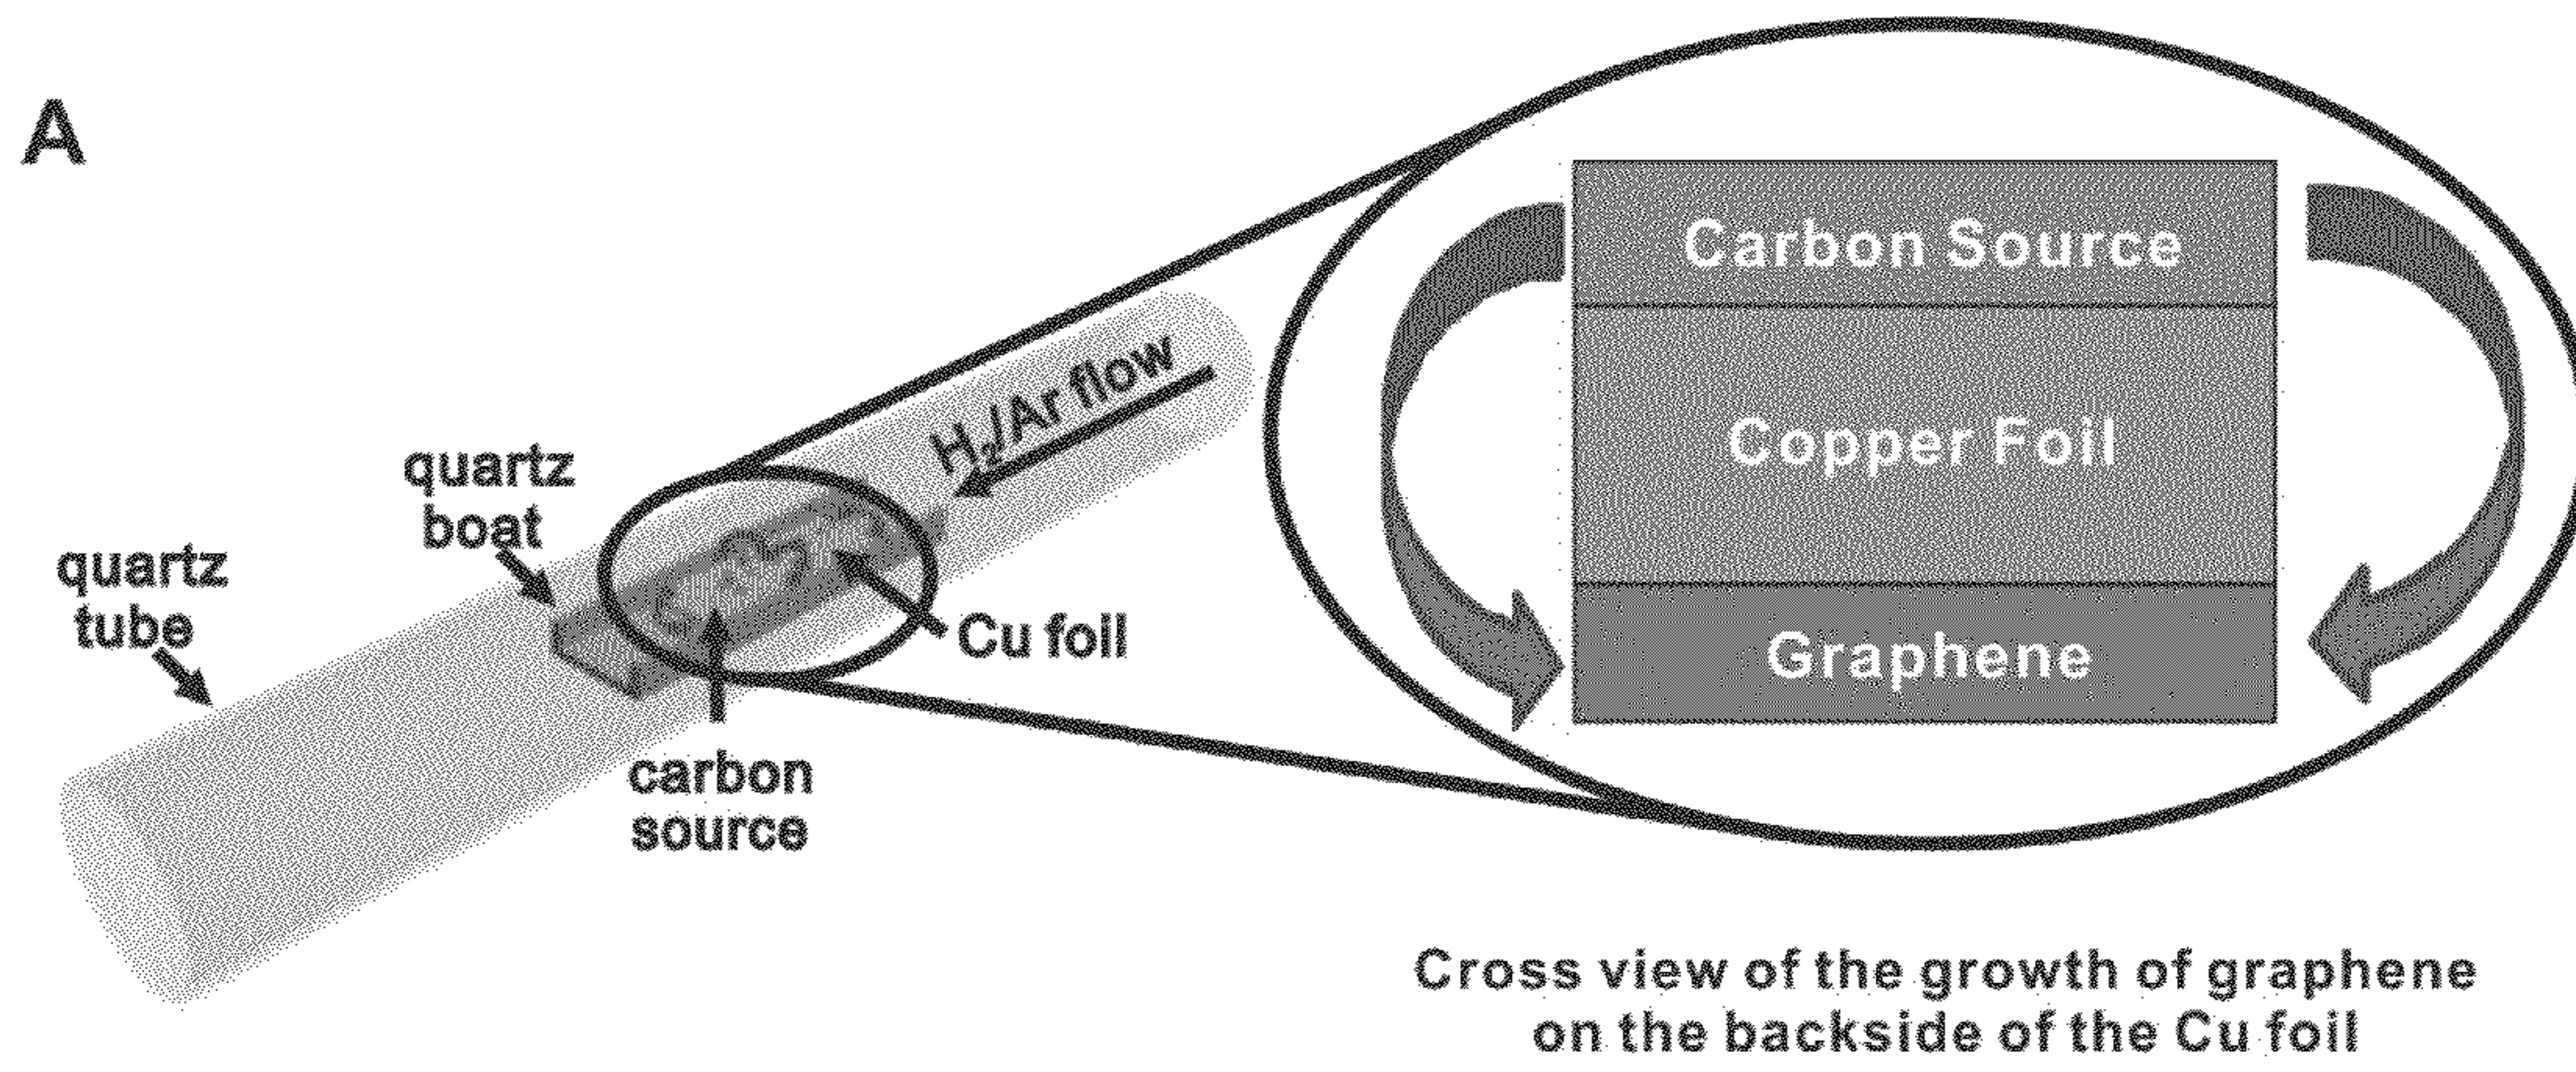 A
H₂/Ar flow
quartz
boat
quartz
tube
Cu foil
carbon
source
Carbon Source
Copper Foil
Graphene
Cross view of the growth of graphene
on the backside of the Cu foil